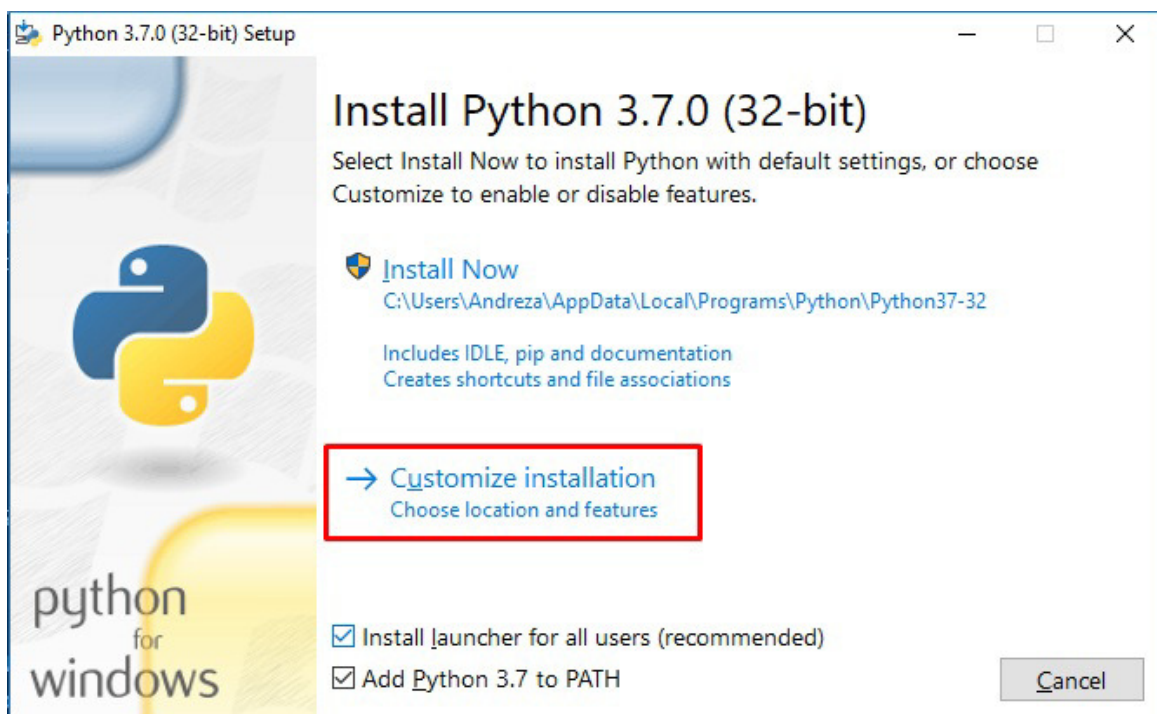 Python 3.7.0 (32-bit) Setup
Install Python 3.7.0 (32-bit)
Select Install Now to install Python with default settings, or choose
Customize to enable or disable features.
Install Now
C:\Users\Andreza\AppData\Local\Programs\Python\Python37-32
Includes IDLE, pip and documentation
Creates shortcuts and file associations
Customize installation
Choose location and features
python
for
windows
Install launcher for all users (recommended)
Add Python 3.7 to PATH
Cancel